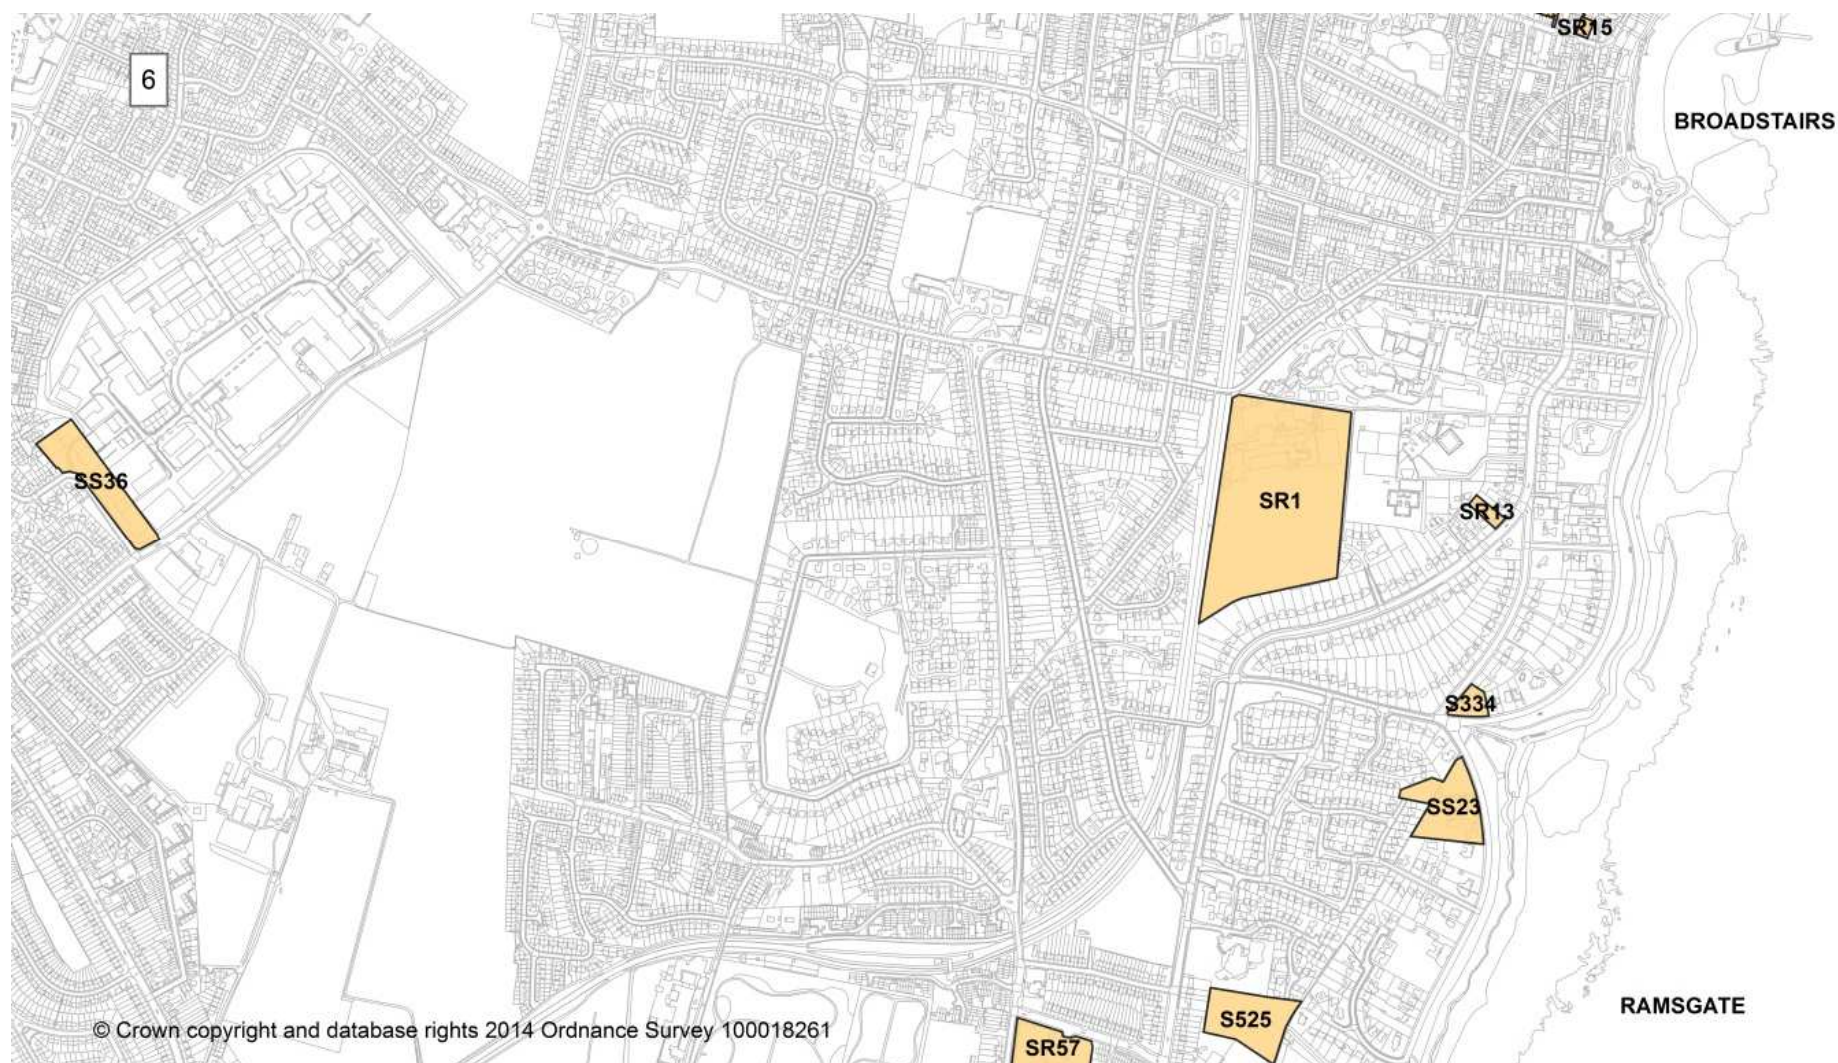 SR15
6
BROADSTAIRS
SS36
SR1
SR13
S334
SS23
RAMSGATE
S525
© Crown copyright and database rights 2014 Ordnance Survey 100018261
SR57